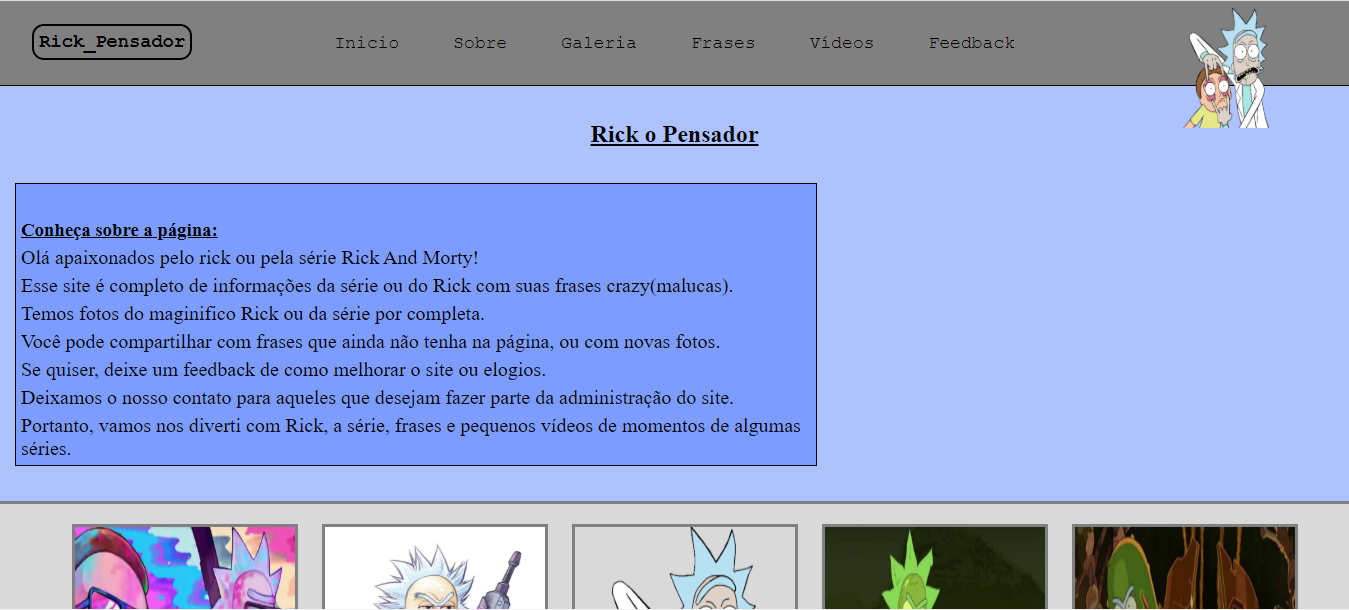 Rick_Pensador
Inicio
Sobre
Galeria
Frases
Vídeos
Feedback
Rick o Pensador
Conheça sobre a página:
Olá apaixonados pelo rick ou pela série Rick And Morty!
Esse site é completo de informações da série ou do Rick com suas frases crazy(malucas).
Temos fotos do maginifico Rick ou da série por completa.
Você pode compartilhar com frases que ainda não tenha na página, ou com novas fotos.
Se quiser, deixe um feedback de como melhorar o site ou elogios.
Deixamos o nosso contato para aqueles que desejam fazer parte da administração do site.
Portanto, vamos nos diverti com Rick, a série, frases e pequenos vídeos de momentos de algumas
séries.